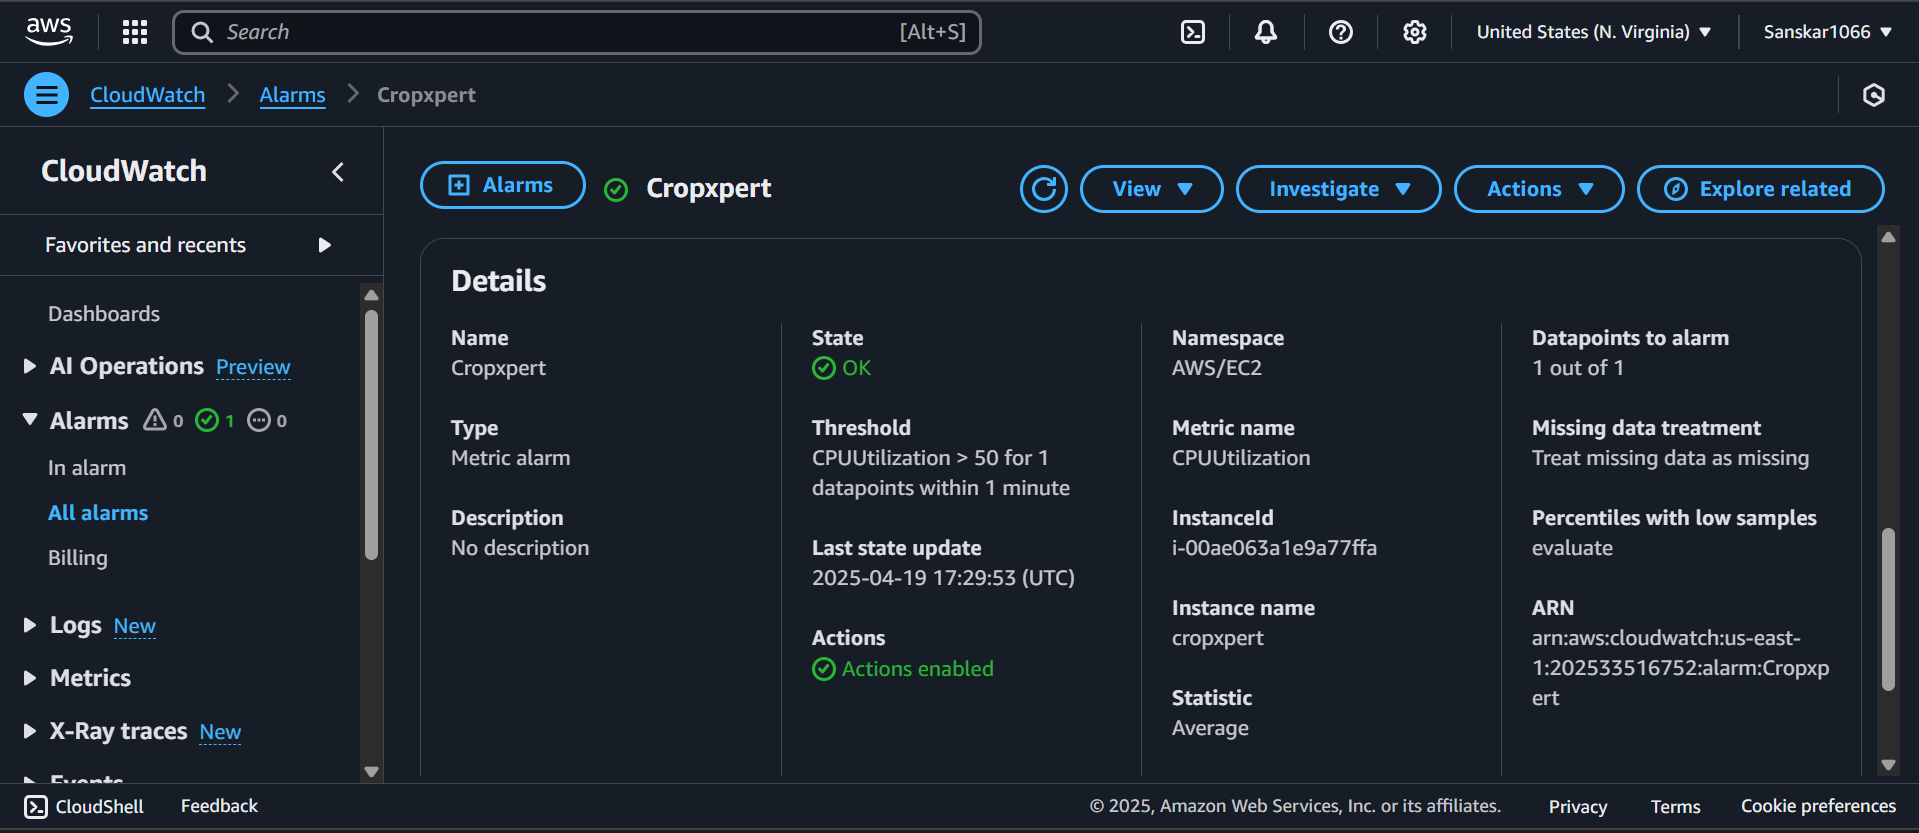 aws
Search [Alt+S]
United States (N. Virginia)
Sanskar1066
CloudWatch
Alarms
Cropxpert
CloudWatch
Favorites and recents
Dashboards
AI Operations Preview
Alarms 0 1 0
In alarm
All alarms
Billing
Logs New
Metrics
X-Ray traces New
Events
Alarms
Cropxpert
View
Investigate
Actions
Explore related
Details
Name
Cropxpert
Type
Metric alarm
Description
No description
State
OK
Threshold
CPUUtilization > 50 for 1
datapoints within 1 minute
Last state update
2025-04-19 17:29:53 (UTC)
Actions
Actions enabled
Namespace
AWS/EC2
Metric name
CPUUtilization
InstanceId
i-00ae063a1e9a77ffa
Instance name
cropxpert
Statistic
Average
Datapoints to alarm
1 out of 1
Missing data treatment
Treat missing data as missing
Percentiles with low samples
evaluate
ARN
arn:aws:cloudwatch:us-east-
1:202533516752:alarm:Cropxp
ert
CloudShell
Feedback
© 2025, Amazon Web Services, Inc. or its affiliates.
Privacy
Terms
Cookie preferences